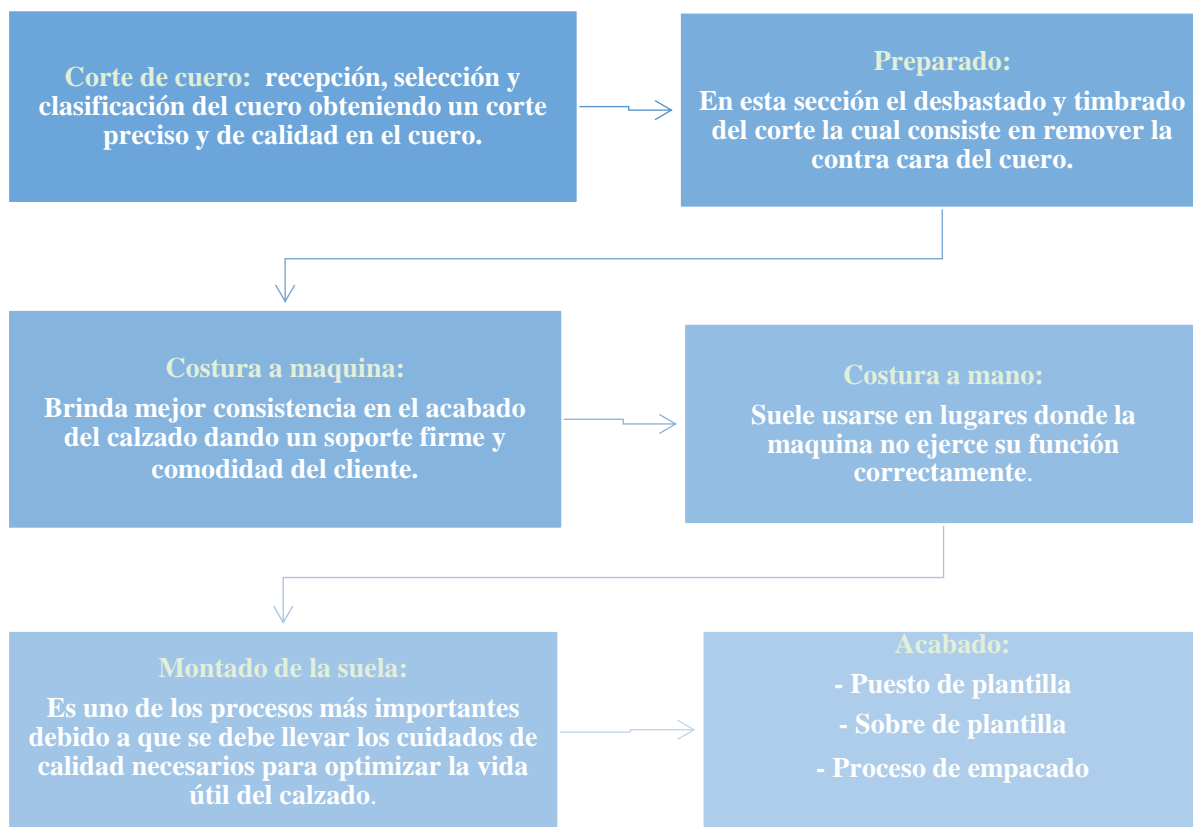 Corte de cuero: recepción, selección y
clasificación del cuero obteniendo un corte
preciso y de calidad en el cuero.
Preparado:
En esta sección el desbastado y timbrado
del corte la cual consiste en remover la
contra cara del cuero.
Costura a maquina:
Brinda mejor consistencia en el acabado
del calzado dando un soporte firme y
comodidad del cliente.
Costura a mano:
Suele usarse en lugares donde la
maquina no ejerce su función
correctamente.
Montado de la suela:
Es uno de los procesos más importantes
debido a que se debe llevar los cuidados de
calidad necesarios para optimizar la vida
útil del calzado.
Acabado:
- Puesto de plantilla
- Sobre de plantilla
- Proceso de empacado